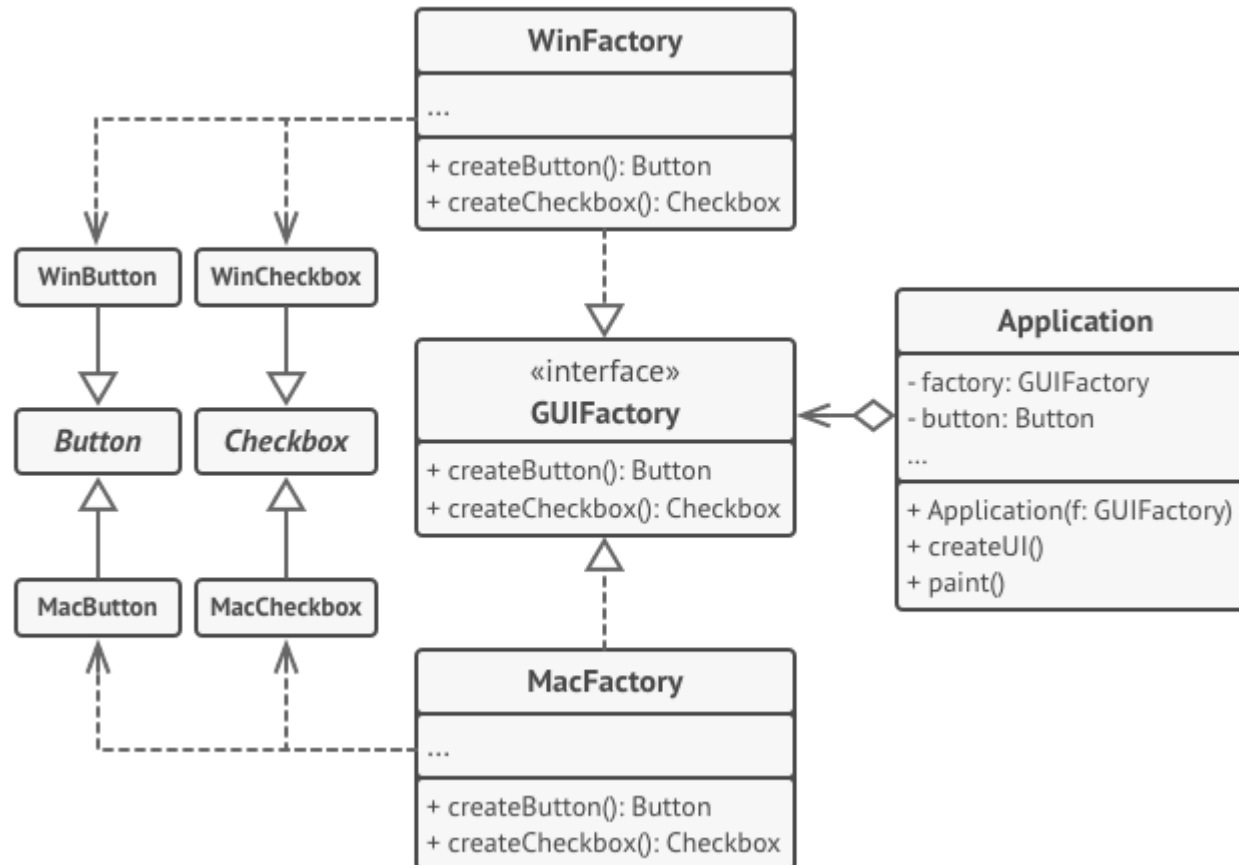 WinFactory
...
+ createButton(): Button
+ createCheckbox(): Checkbox
WinButton
WinCheckbox
Button
Checkbox
MacButton
MacCheckbox
«interface»
GUIFactory
+ createButton(): Button
+ createCheckbox(): Checkbox
Application
- factory: GUIFactory
- button: Button
...
+ Application(f: GUIFactory)
+ createUI()
+ paint()
MacFactory
...
+ createButton(): Button
+ createCheckbox(): Checkbox